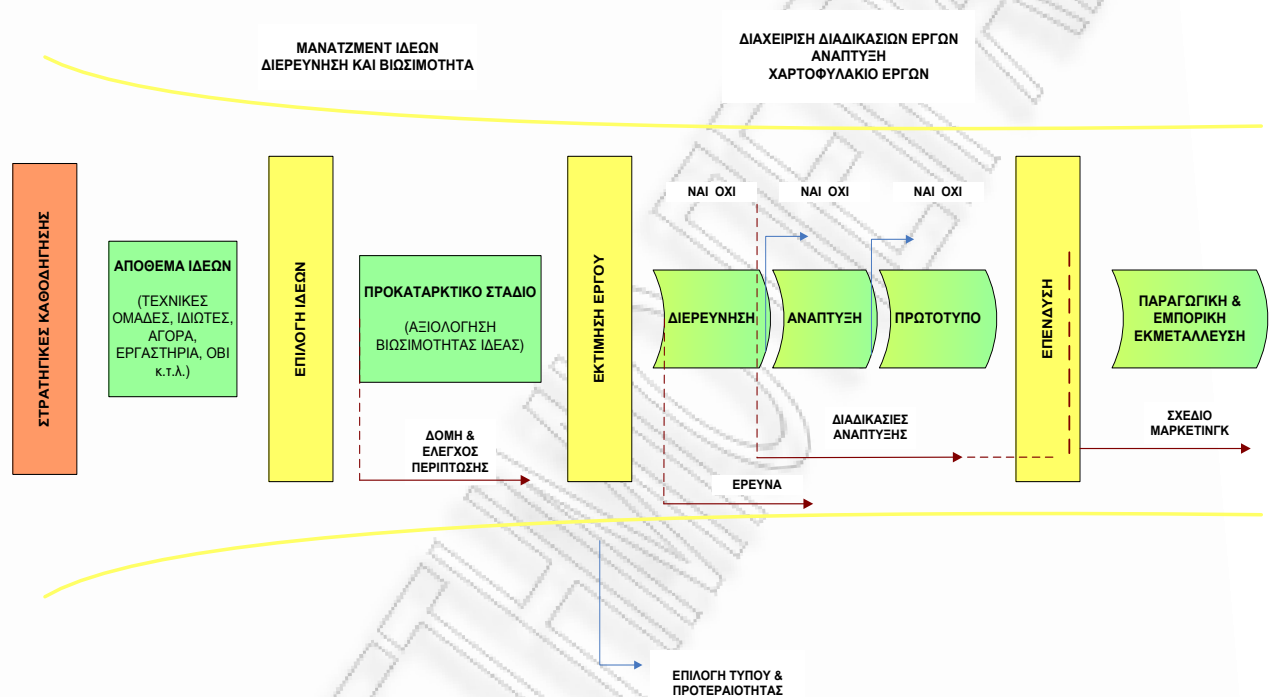 ΜΑΝΑΤΖΜΕΝΤ ΙΔΕΩΝ
ΔΙΕΡΕΥΝΗΣΗ ΚΑΙ ΒΙΩΣΙΜΟΤΗΤΑ
ΔΙΑΧΕΙΡΙΣΗ ΔΙΑΔΙΚΑΣΙΩΝ ΕΡΓΩΝ
ΑΝΑΠΤΥΞΗ
ΧΑΡΤΟΦΥΛΑΚΙΟ ΕΡΓΩΝ
ΣΤΡΑΤΗΓΙΚΕΣ ΚΑΘΟΔΗΓΗΣΗΣ
ΑΠΟΘΕΜΑ ΙΔΕΩΝ
(ΤΕΧΝΙΚΕΣ
ΟΜΑΔΕΣ, ΙΔΙΩΤΕΣ,
ΑΓΟΡΑ,
ΕΡΓΑΣΤΗΡΙΑ, ΟΒΙ
κ.τ.λ.)
ΕΠΙΛΟΓΗ ΙΔΕΩΝ
ΠΡΟΚΑΤΑΡΚΤΙΚΟ ΣΤΑΔΙΟ
(ΑΞΙΟΛΟΓΗΣΗ
ΒΙΩΣΙΜΟΤΗΤΑΣ ΙΔΕΑΣ)
ΔΟΜΗ &
ΕΛΕΓΧΟΣ
ΠΕΡΙΠΤΩΣΗΣ
ΕΚΤΙΜΗΣΗ ΕΡΓΟΥ
ΝΑΙ ΟΧΙ
ΝΑΙ ΟΧΙ
ΝΑΙ ΟΧΙ
ΔΙΕΡΕΥΝΗΣΗ
ΑΝΑΠΤΥΞΗ
ΠΡΩΤΟΤΥΠΟ
ΔΙΑΔΙΚΑΣΙΕΣ
ΑΝΑΠΤΥΞΗΣ
ΕΡΕΥΝΑ
ΕΠΕΝΔΥΣΗ
ΠΑΡΑΓΩΓΙΚΗ &
ΕΜΠΟΡΙΚΗ
ΕΚΜΕΤΑΛΛΕΥΣΗ
ΣΧΕΔΙΟ
ΜΑΡΚΕΤΙΝΓΚ
ΕΠΙΛΟΓΗ ΤΥΠΟΥ &
ΠΡΟΤΕΡΑΙΟΤΗΤΑΣ